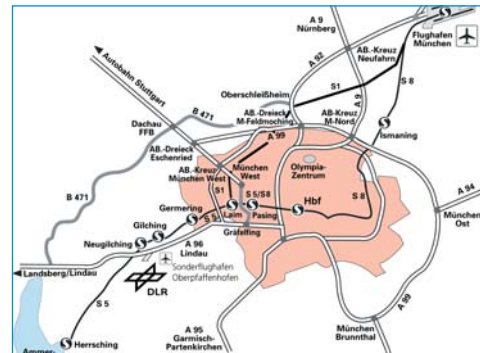 A 9
Nürnberg
Flughafen
München
A 92
AB.-Kreuz
Neufahrn
Autobahn Stuttgart
S1
S 8
Oberschleißheim
B 471
A 9
AB.-Dreieck
M-Feldmoching
AB-Kreuz
M-Nord
Dachau
FFB
A 99
Ismaning
AB.-Dreieck
Eschenried
AB.-Kreuz
München West
München
West
Olympia-
Zentrum
S1
S 5/S8
Hbf
S 8
A 94
B 471
Germering
S 5
Laim
Pasing
München
Ost
Gilching
Gräfelfing
Neugilching
A 96
Lindau
Landsberg/Lindau
Sonderflughafen
Oberpfaffenhofen
DLR
S 5
A 99
München
Brunnthal
Herrsching
A 95
Garmisch-
Partenkirchen
Ammer-